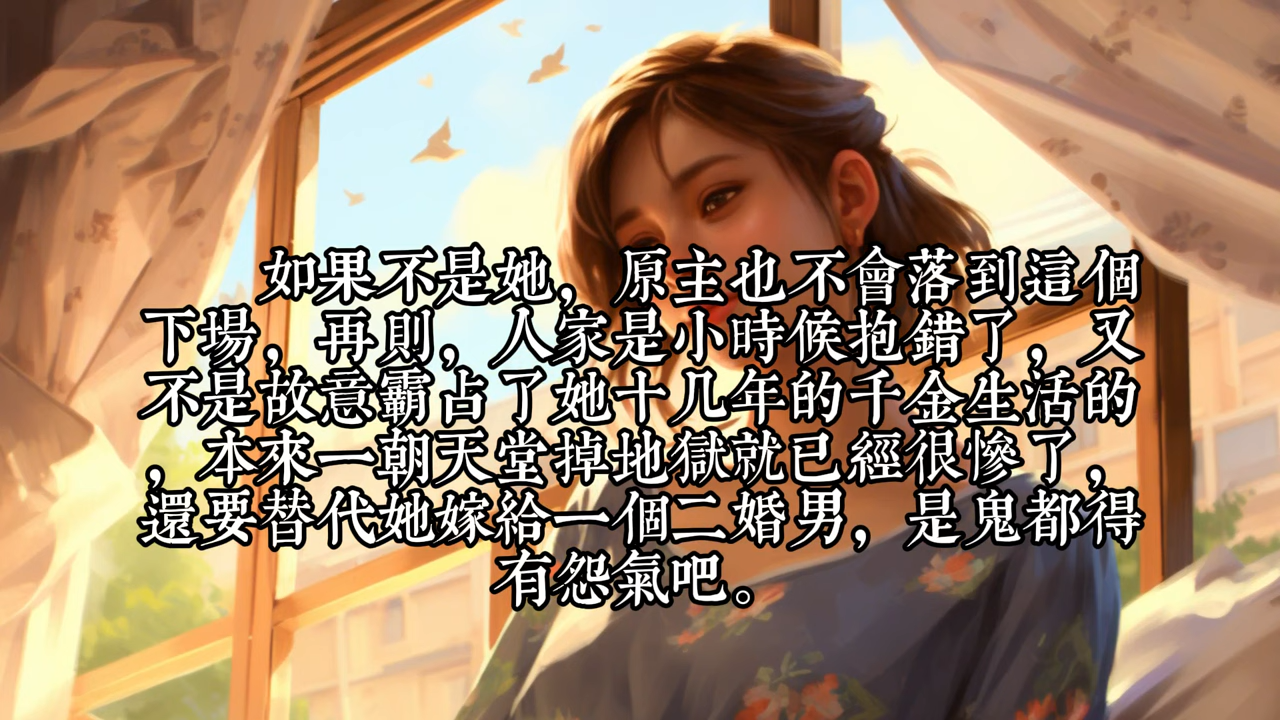 如果不是她，原主也不會落到這個
下場，再則，人家是小時候抱錯了，又
不是故意霸占了她十几年的千金生活的
，本來一朝天堂掉地獄就已經很慘了，
還要替代她嫁給一個二婚男，是鬼都得
有怨氣吧。